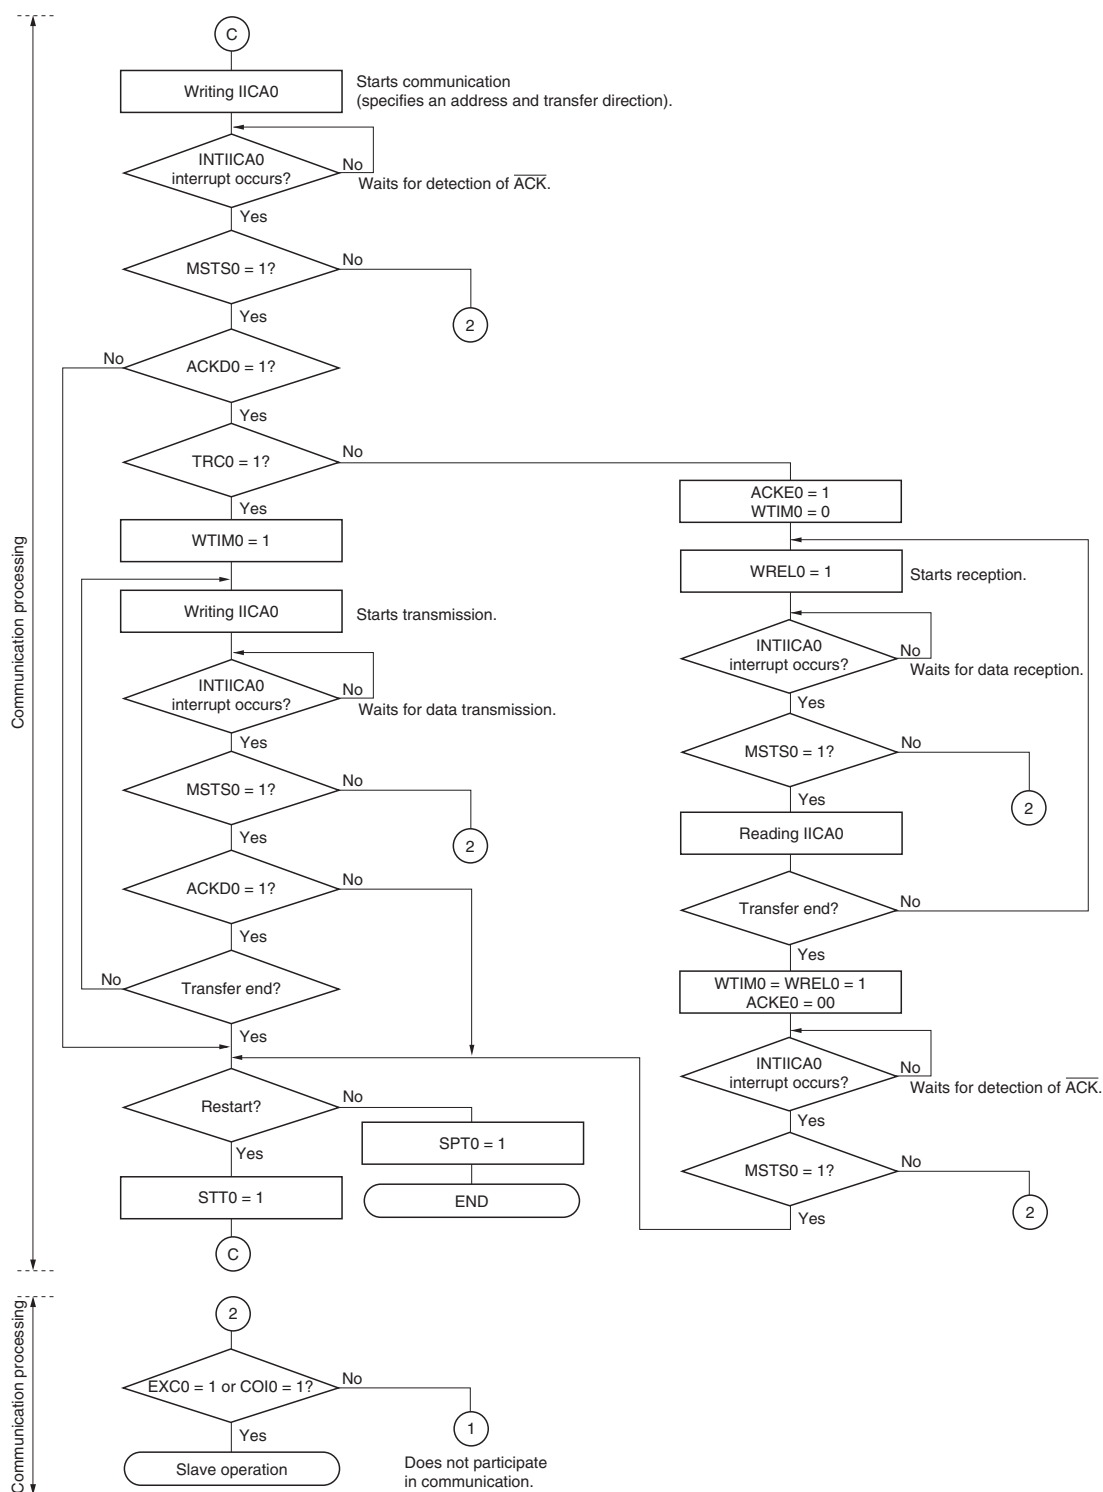 C
Writing IICA0
Starts communication
(specifies an address and transfer direction).
INTIICA0
interrupt occurs?
No
Waits for detection of ACK.
Yes
MSTS0 = 1?
No
2
Yes
ACKD0 = 1?
No
Yes
TRC0 = 1?
No
Yes
WTIM0 = 1
Writing IICA0
Starts transmission.
INTIICA0
interrupt occurs?
No
Waits for data transmission.
Yes
MSTS0 = 1?
No
2
Yes
ACKD0 = 1?
No
Yes
Transfer end?
No
Yes
Restart?
No
SPT0 = 1
END
Yes
STT0 = 1
C
ACKE0 = 1
WTIM0 = 0
WREL0 = 1
Starts reception.
INTIICA0
interrupt occurs?
No
Waits for data reception.
Yes
MSTS0 = 1?
No
2
Yes
Reading IICA0
Transfer end?
No
Yes
WTIM0 = WREL0 = 1
ACKE0 = 00
INTIICA0
interrupt occurs?
No
Waits for detection of ACK.
Yes
MSTS0 = 1?
No
2
Yes
Communication processing
2
EXC0 = 1 or COI0 = 1?
No
1
Does not participate
in communication.
Yes
Slave operation
Communication processing